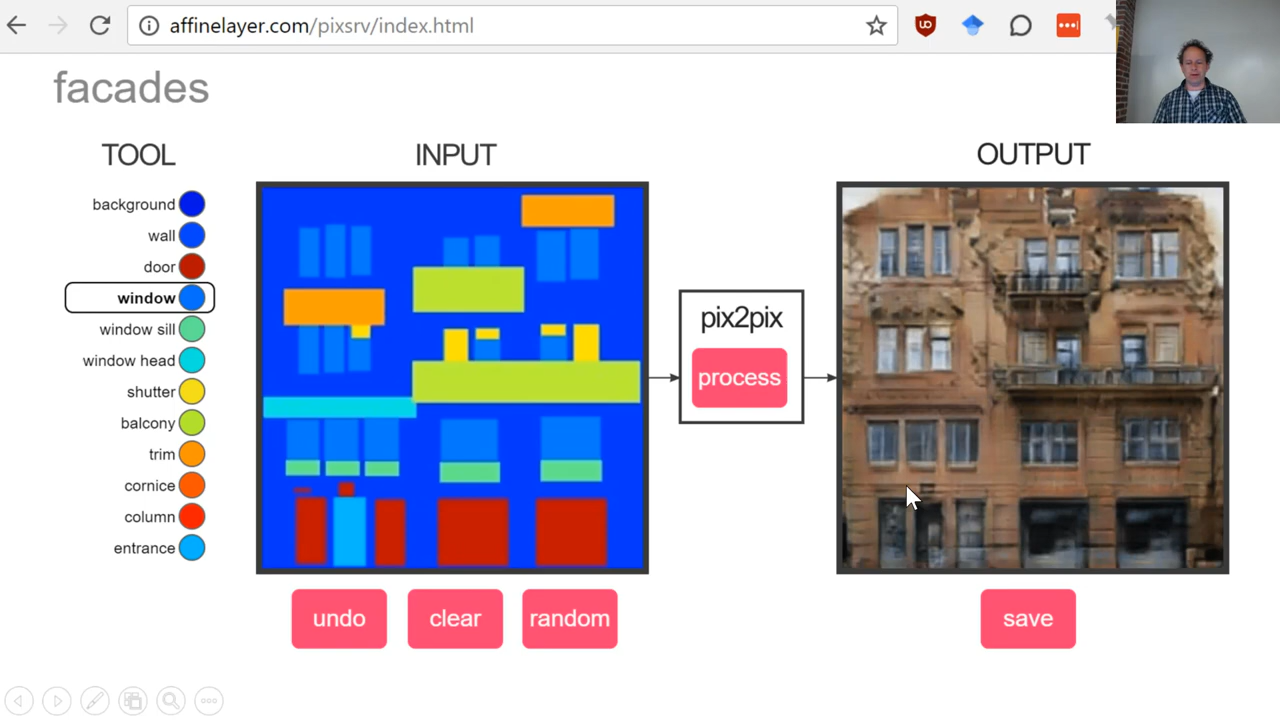 affinelayer.com/pixsrv/index.html
facades
TOOL
INPUT
OUTPUT
background
wall
door
window
window sill
window head
shutter
balcony
trim
cornice
column
entrance
pix2pix
process
undo
clear
random
save